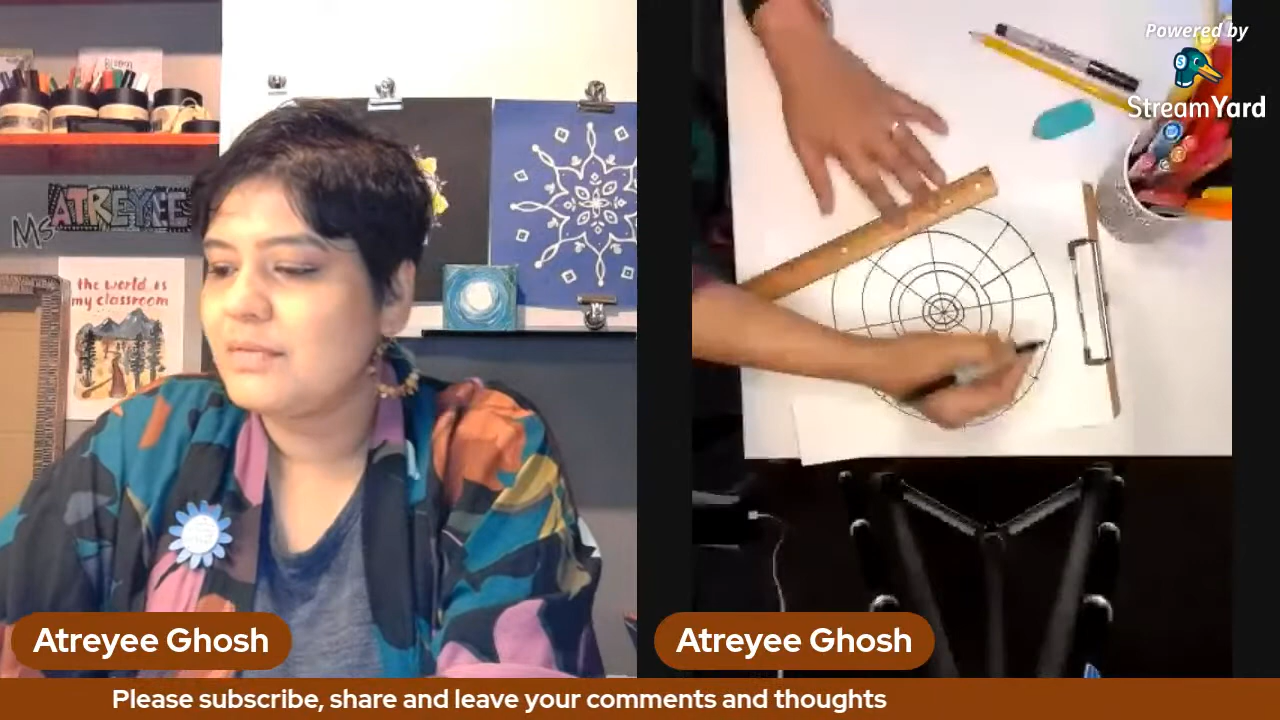 Powered by
StreamYard
Bloom
Ms ATREYEE
the world is
my classroom
Atreyee Ghosh
Atreyee Ghosh
Please subscribe, share and leave your comments and thoughts